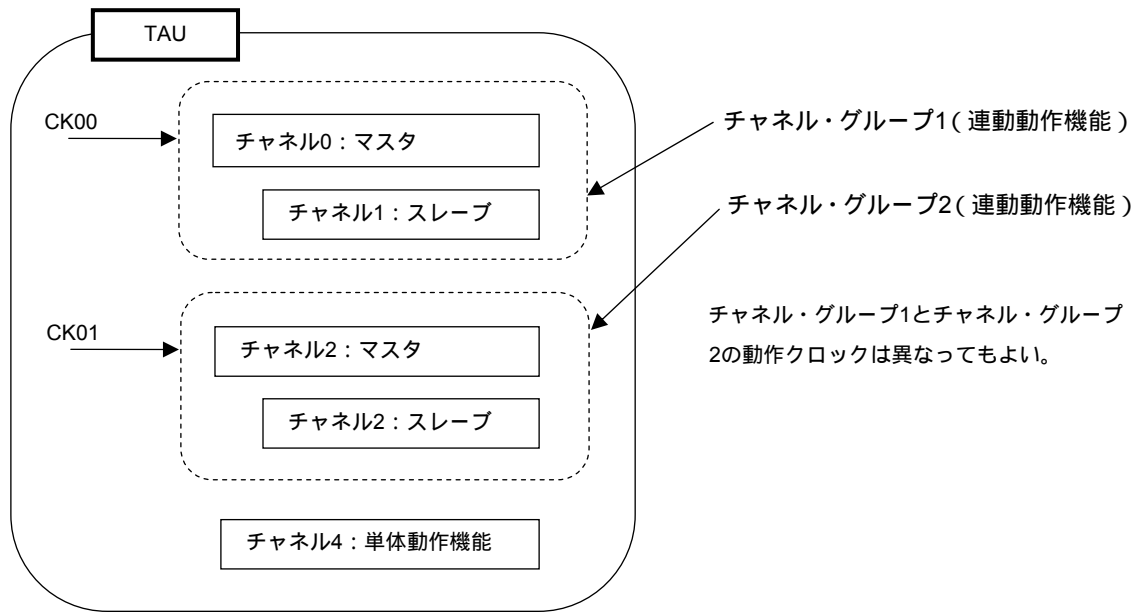 TAU
CK00
チャネル0：マスタ
チャネル1：スレーブ
チャネル・グループ1（連動動作機能）
チャネル・グループ2（連動動作機能）
CK01
チャネル2：マスタ
チャネル2：スレーブ
チャネル・グループ1とチャネル・グループ
2の動作クロックは異なってもよい。
チャネル4：単体動作機能